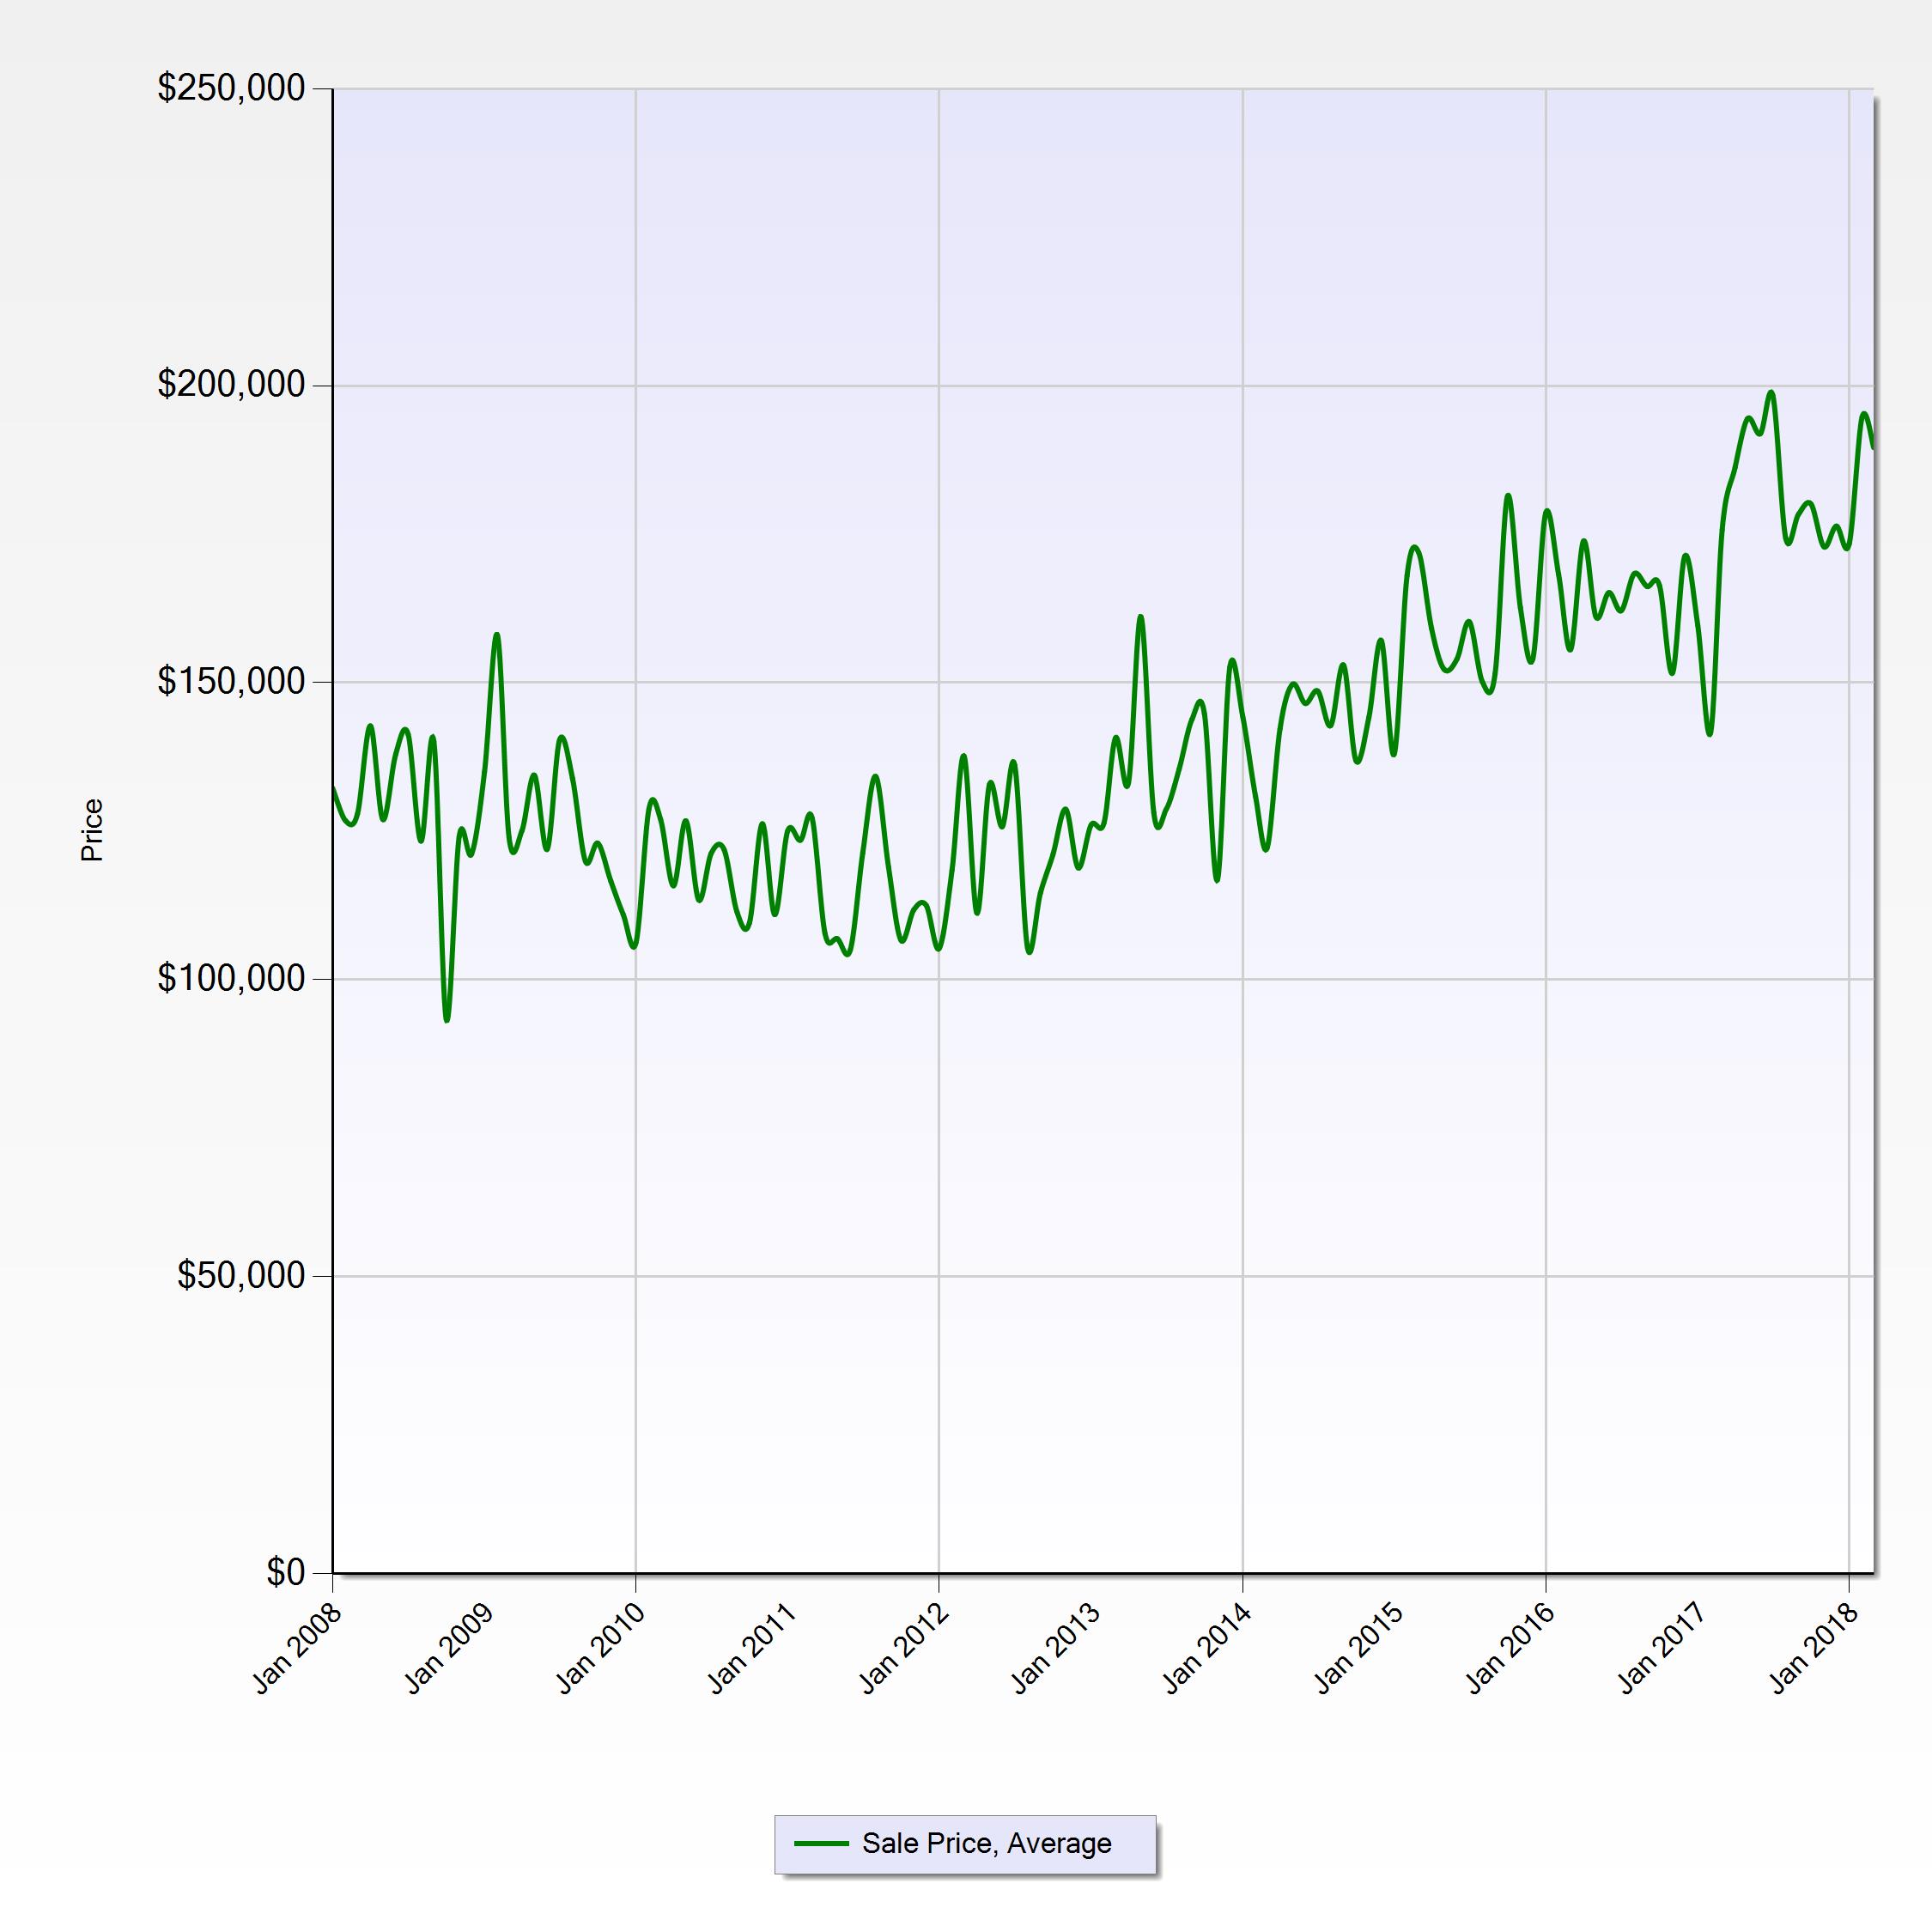 $250,000
$200,000
$150,000
$100,000
$50,000
$0
Price
Jan 2008
Jan 2009
Jan 2010
Jan 2011
Jan 2012
Jan 2013
Jan 2014
Jan 2015
Jan 2016
Jan 2017
Jan 2018
Sale Price, Average